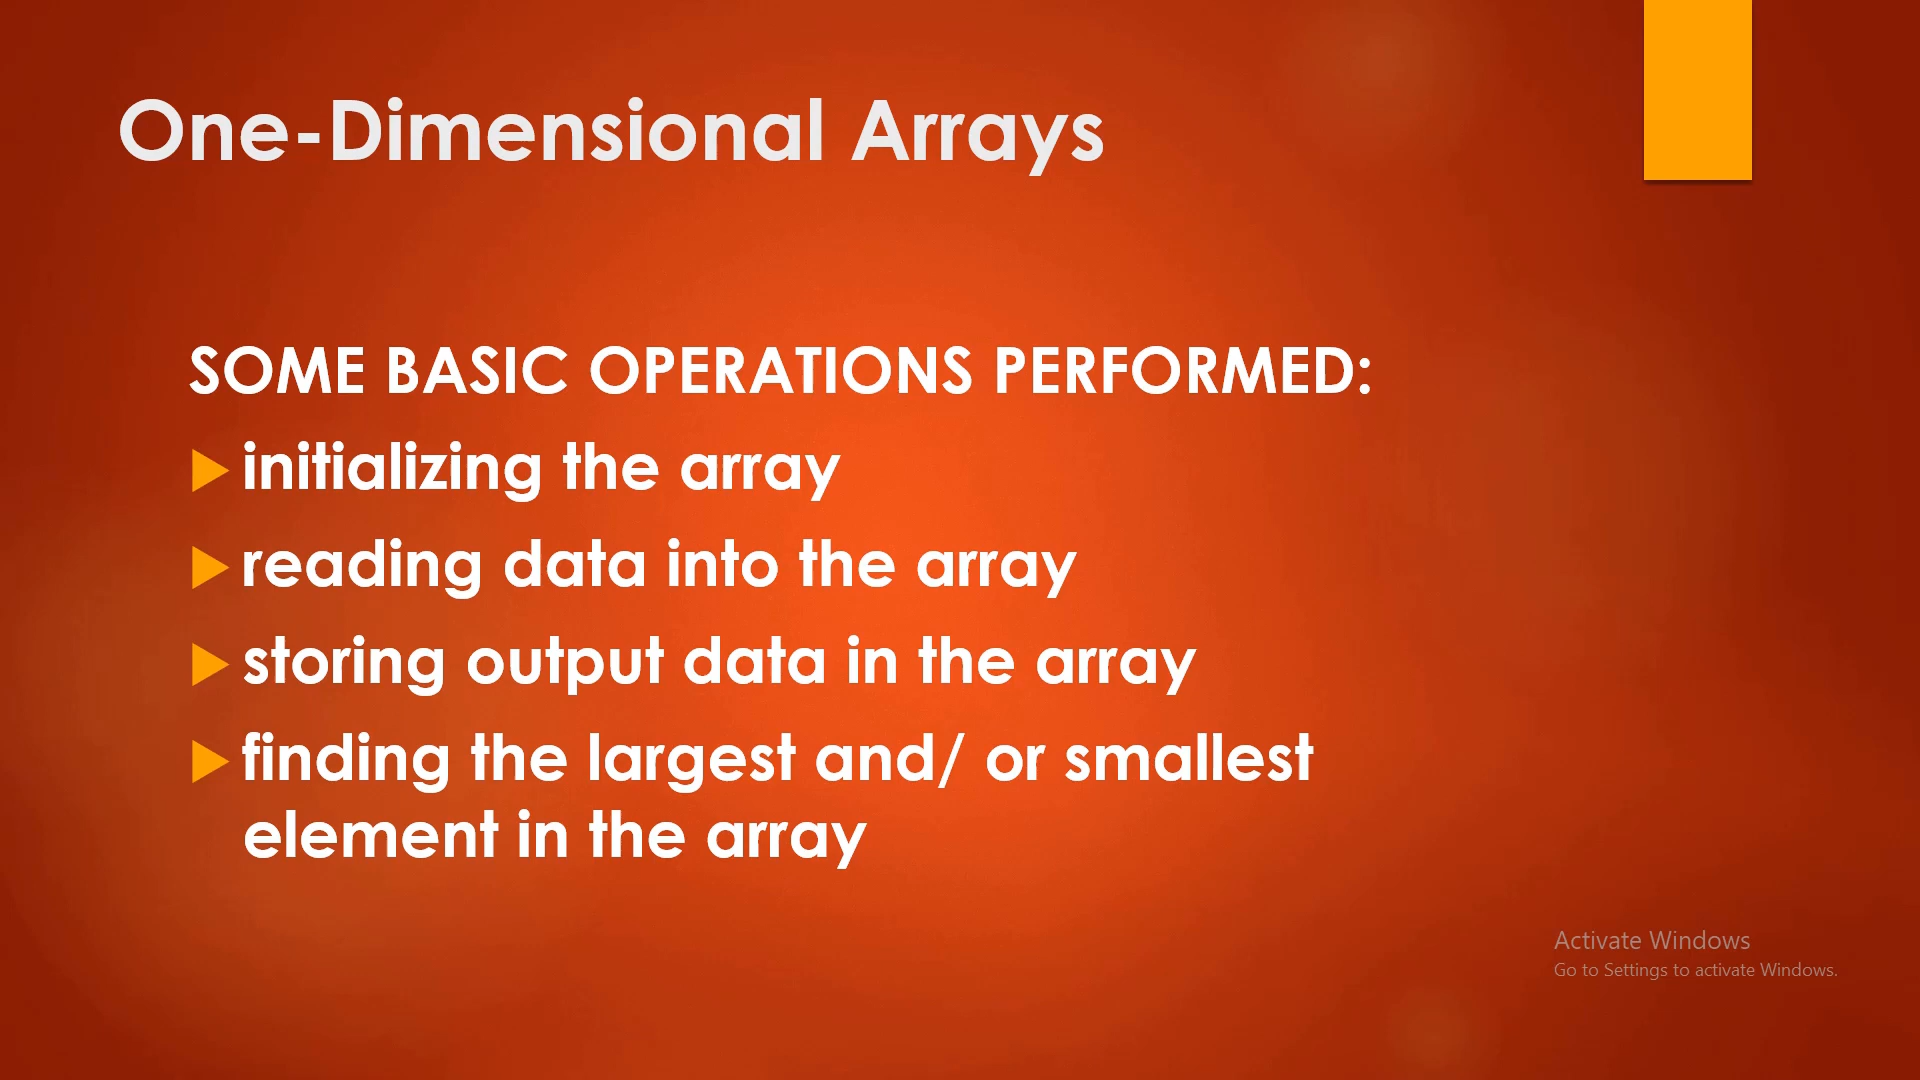 One-Dimensional Arrays
SOME BASIC OPERATIONS PERFORMED:
initializing the array
reading data into the array
storing output data in the array
finding the largest and/ or smallest
element in the array
Activate Windows
Go to Settings to activate Windows.